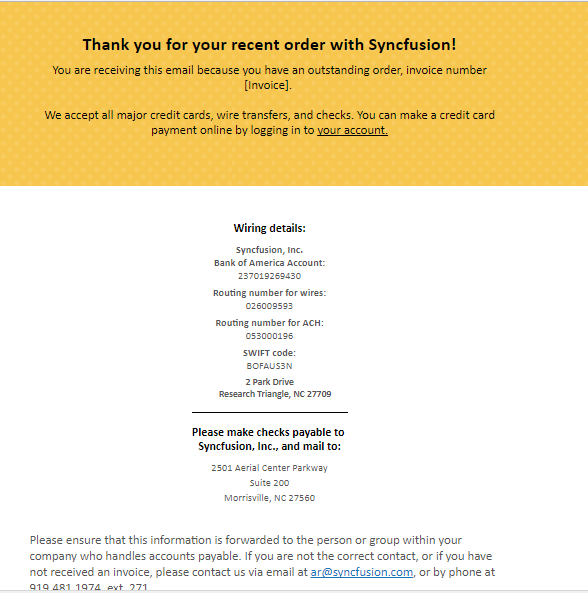 Thank you for your recent order with Syncfusion!
You are receiving this email because you have an outstanding order, invoice number
[Invoice].
We accept all major credit cards, wire transfers, and checks. You can make a credit card
payment online by logging in to your account.
Wiring details:
Syncfusion, Inc.
Bank of America Account:
237019269430
Routing number for wires:
026009593
Routing number for ACH:
053000196
SWIFT code:
BOFAUS3N
2 Park Drive
Research Triangle, NC 27709
Please make checks payable to
Syncfusion, Inc., and mail to:
2501 Aerial Center Parkway
Suite 200
Morrisville, NC 27560
Please ensure that this information is forwarded to the person or group within your
company who handles accounts payable. If you are not the correct contact, or if you have
not received an invoice, please contact us via email at ar@syncfusion.com, or by phone at
919.481.1974, ext. 271